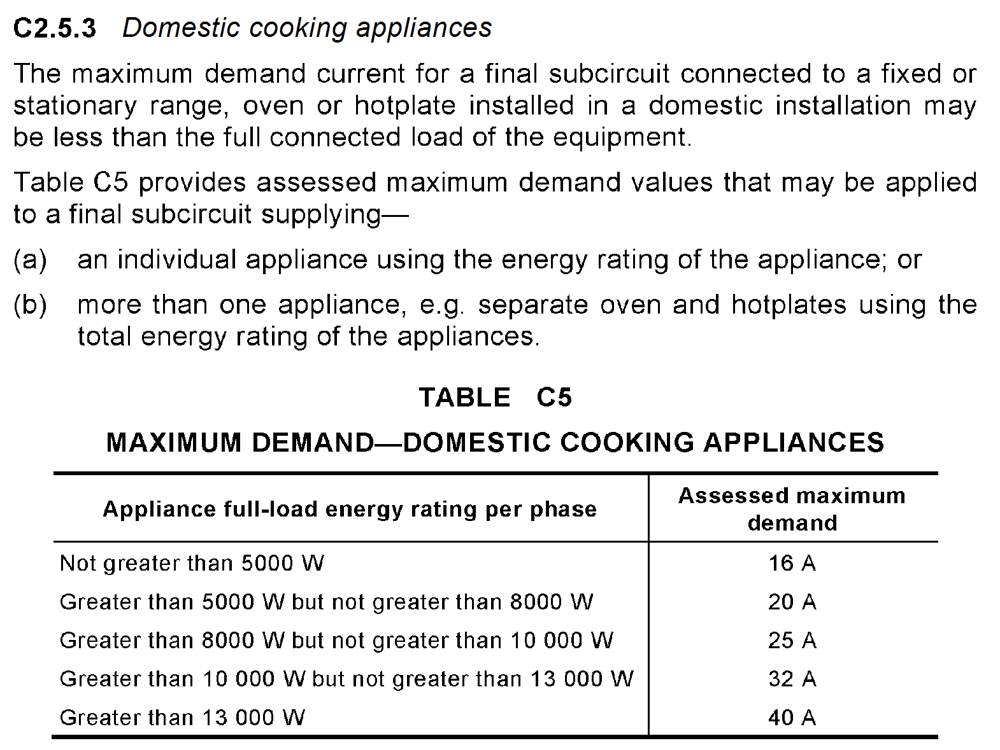 C2.5.3 Domestic cooking appliances
The maximum demand current for a final subcircuit connected to a fixed or
stationary range, oven or hotplate installed in a domestic installation may
be less than the full connected load of the equipment.
Table C5 provides assessed maximum demand values that may be applied
to a final subcircuit supplying—
(a) an individual appliance using the energy rating of the appliance; or
(b) more than one appliance, e.g. separate oven and hotplates using the
total energy rating of the appliances.
TABLE C5
MAXIMUM DEMAND—DOMESTIC COOKING APPLIANCES
Appliance full-load energy rating per phase
Assessed maximum
demand
Not greater than 5000 W 16 A
Greater than 5000 W but not greater than 8000 W 20 A
Greater than 8000 W but not greater than 10 000 W 25 A
Greater than 10 000 W but not greater than 13 000 W 32 A
Greater than 13 000 W 40 A